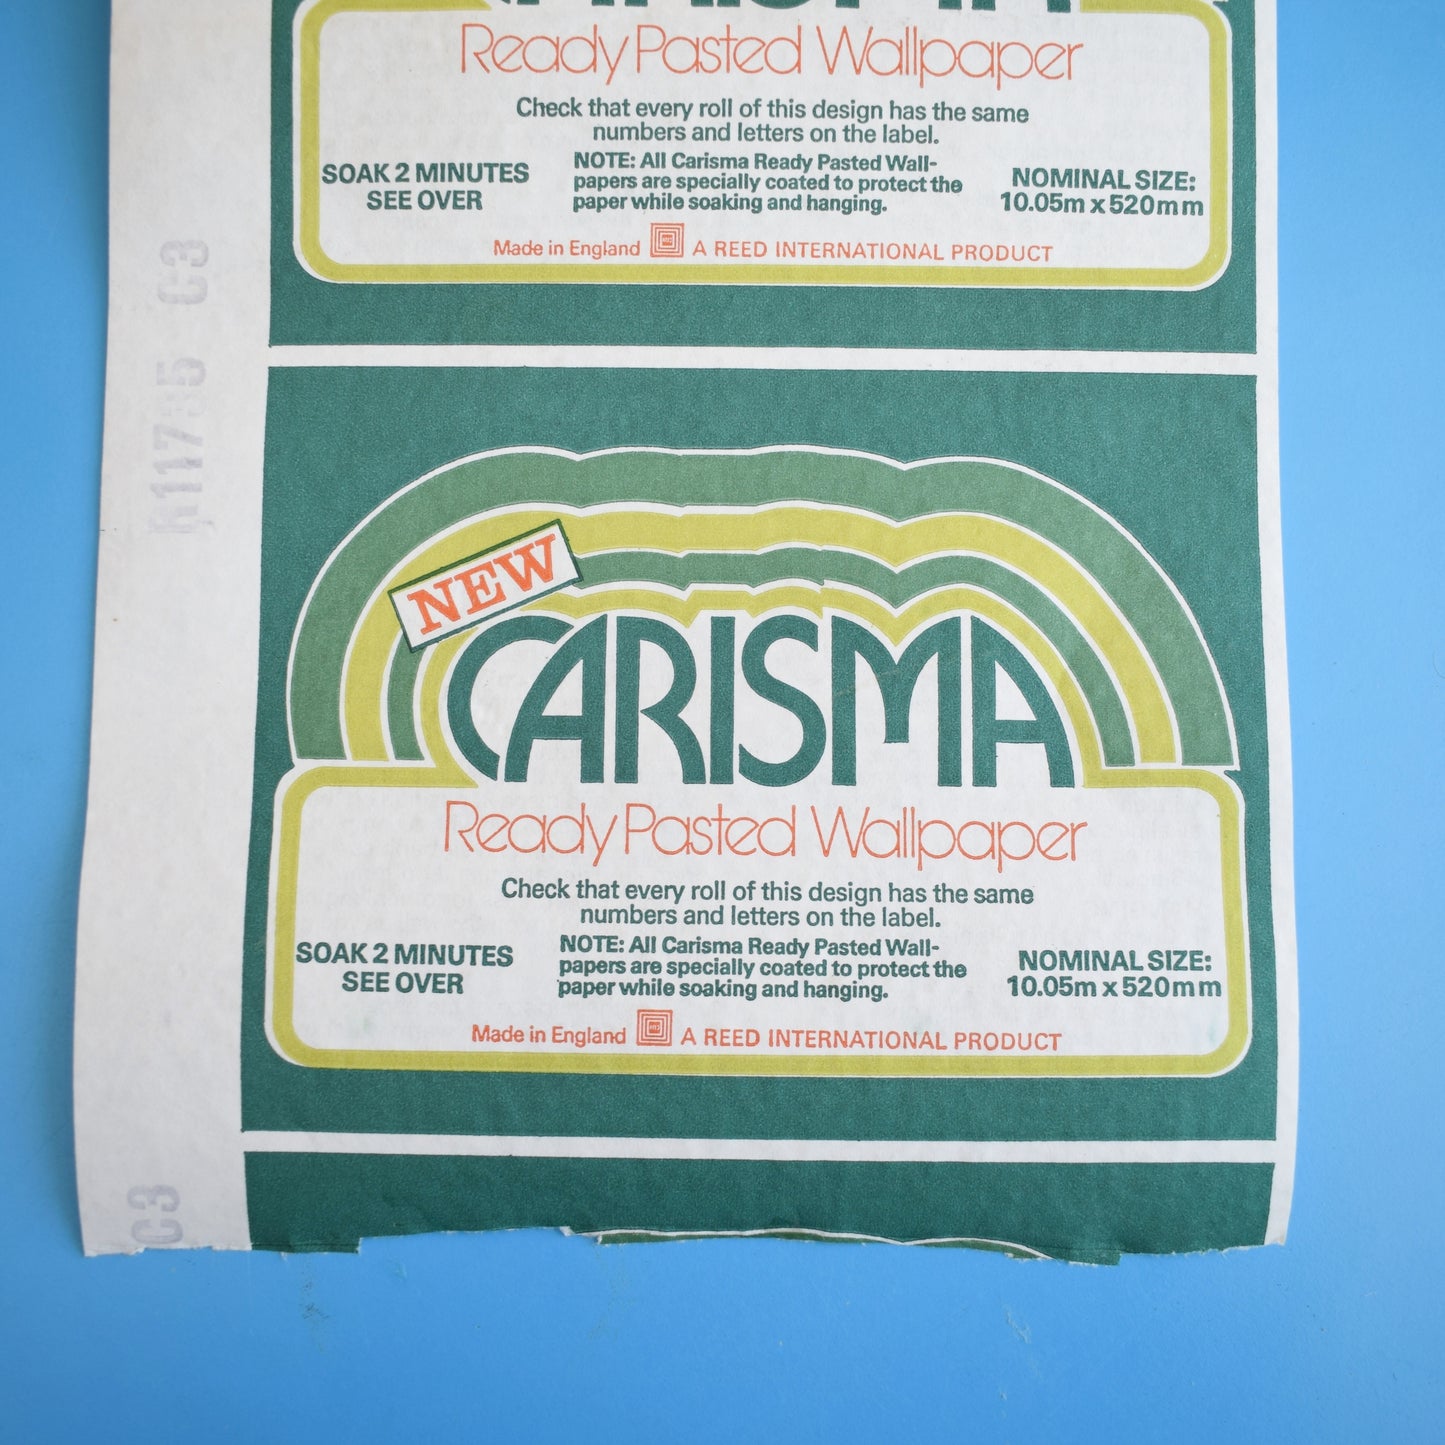 Ready Pasted Wallpaper
Check that every roll of this design has the same
numbers and letters on the label.
SOAK 2 MINUTES
SEE OVER
NOTE: All Carisma Ready Pasted Wall-
papers are specially coated to protect the
paper while soaking and hanging.
NOMINAL SIZE:
10.05m x 520mm
Made in England
A REED INTERNATIONAL PRODUCT
C3
NEW
CARISMA
Ready Pasted Wallpaper
Check that every roll of this design has the same
numbers and letters on the label.
SOAK 2 MINUTES
SEE OVER
NOTE: All Carisma Ready Pasted Wall-
papers are specially coated to protect the
paper while soaking and hanging.
NOMINAL SIZE:
10.05m x 520mm
Made in England
A REED INTERNATIONAL PRODUCT
C3